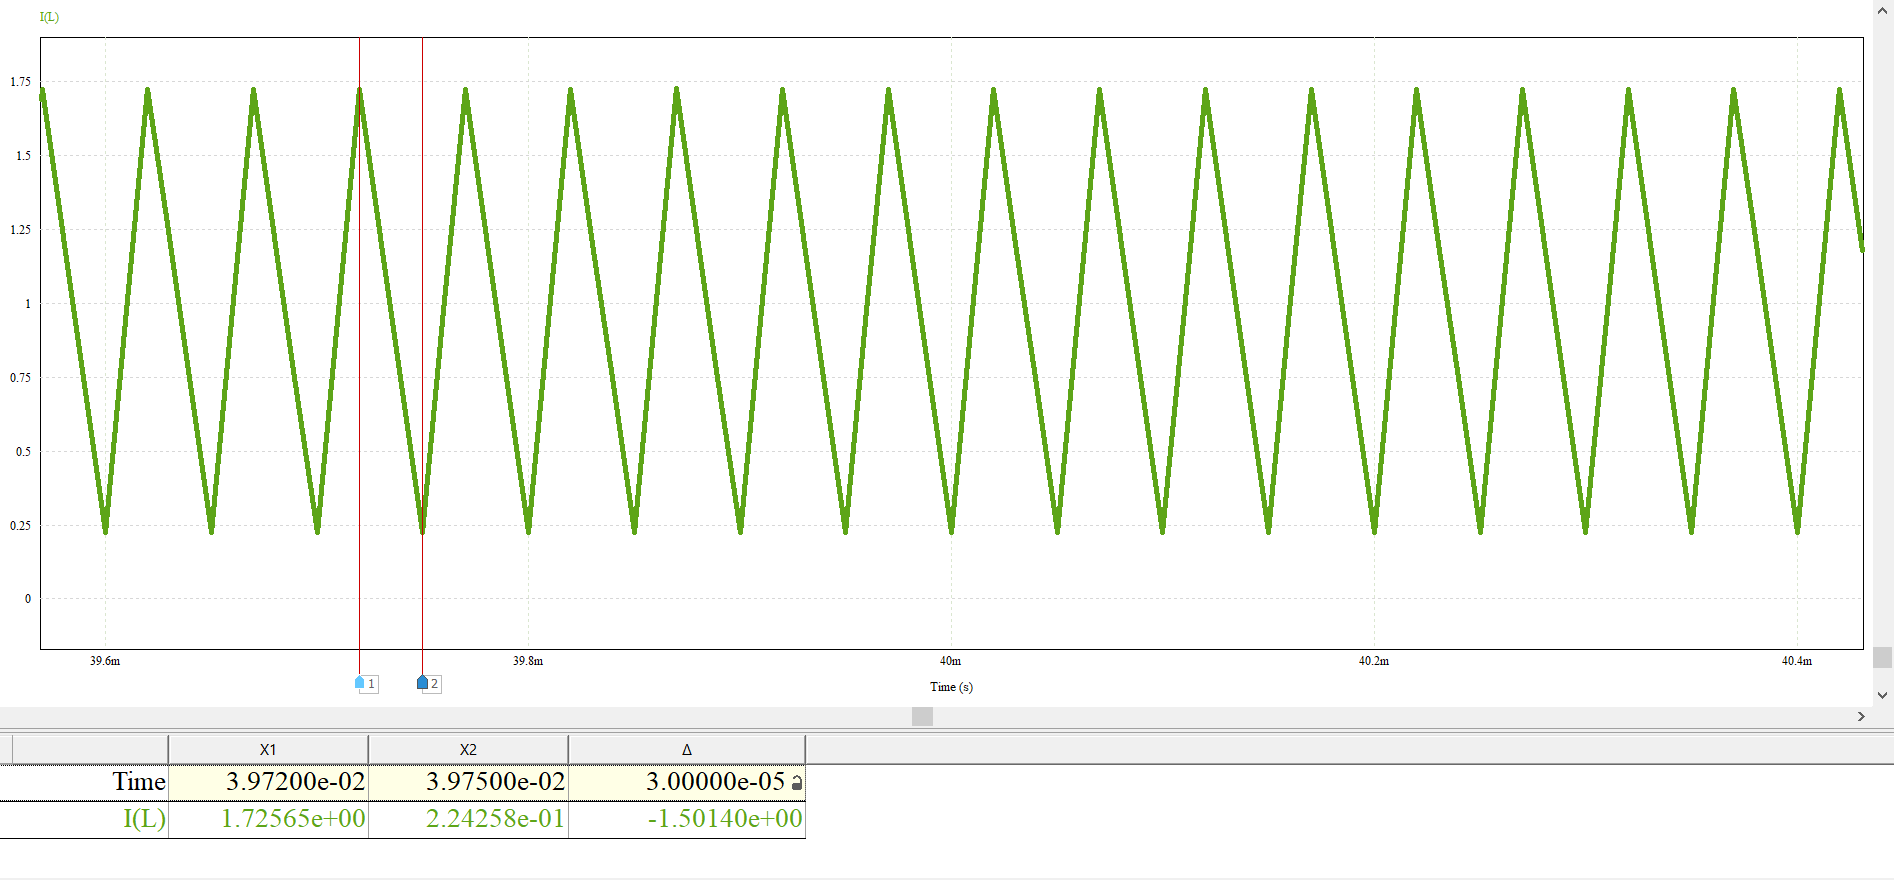 I(L)
1.75
1.5
1.25
1
0.75
0.5
0.25
0
39.6m 39.8m 40m 40.2m 40.4m
1 2
Time (s)
X1 X2 Δ
Time 3.97200e-02 3.97500e-02 3.00000e-05
I(L) 1.72565e+00 2.24258e-01 -1.50140e+00